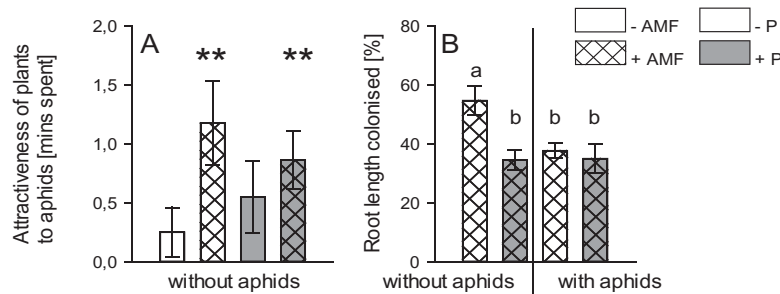 Attractiveness of plants
to aphids [mins spent]
2,0
1,5
1,0
0,5
0,0
A
**
**
without aphids
Root length colonised [%]
80
60
40
20
0
B
a
b
b
b
without aphids
with aphids
- AMF
- P
+ AMF
+ P